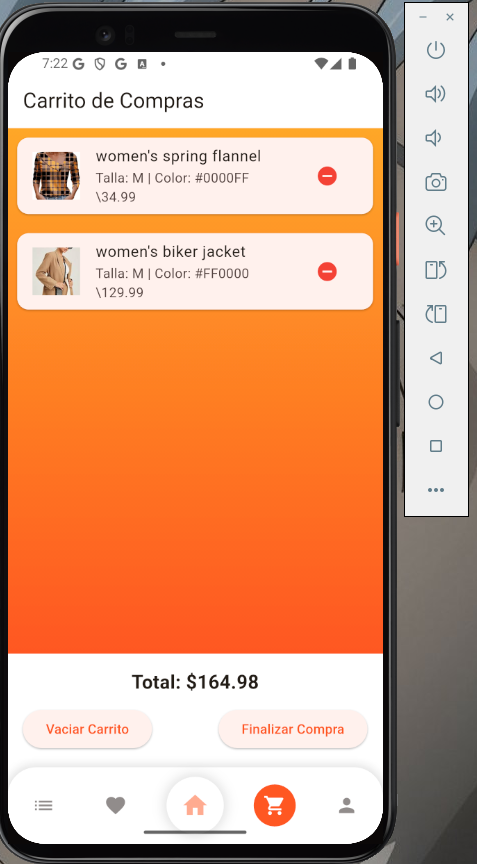 7:22
Carrito de Compras
women's spring flannel
Talla: M | Color: #0000FF
\34.99
women's biker jacket
Talla: M | Color: #FF0000
\129.99
Total: $164.98
Vaciar Carrito
Finalizar Compra